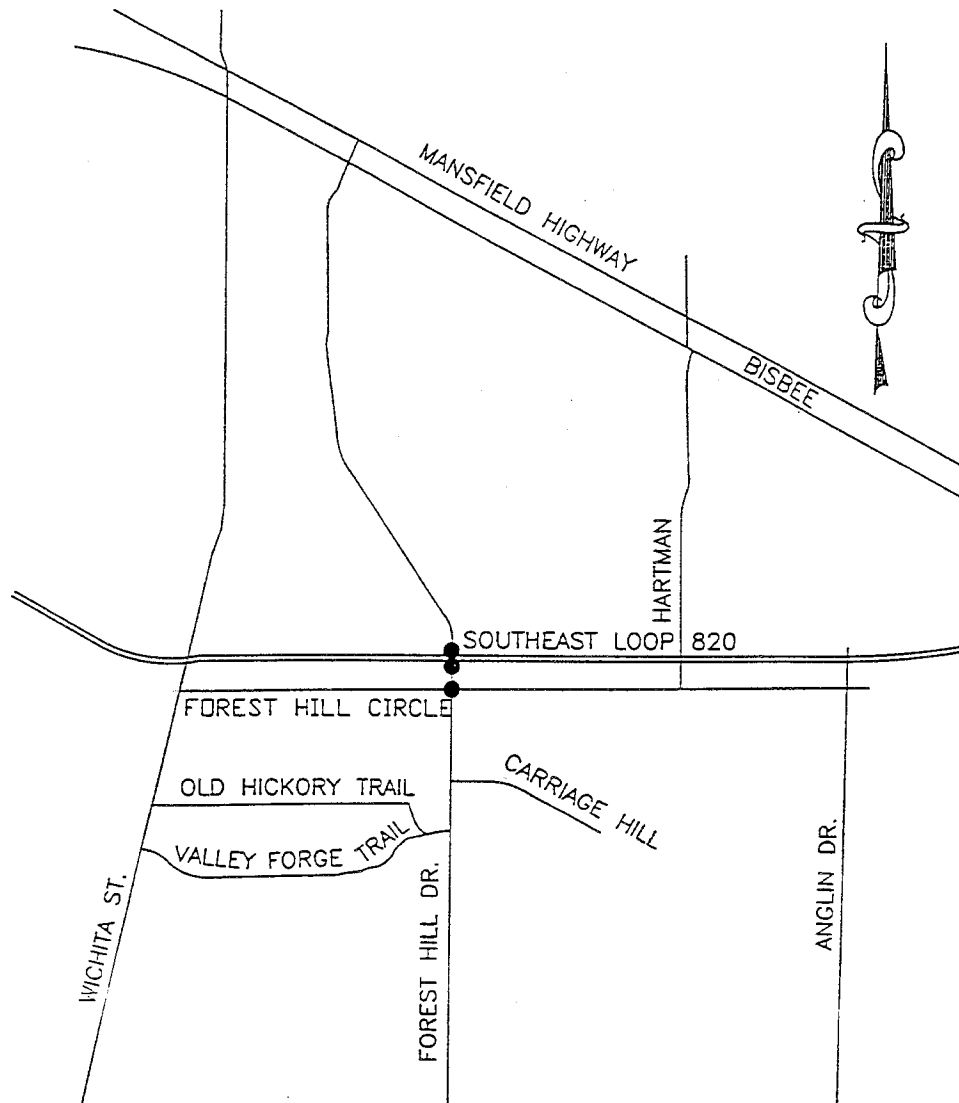 MANSFIELD HIGHWAY
BISBEE
HARTMAN
SOUTHEAST LOOP 820
FOREST HILL CIRCLE
OLD HICKORY TRAIL
CARRIAGE HILL
VALLEY FORGE TRAIL
WICHITA ST.
FOREST HILL DR.
ANGLIN DR.